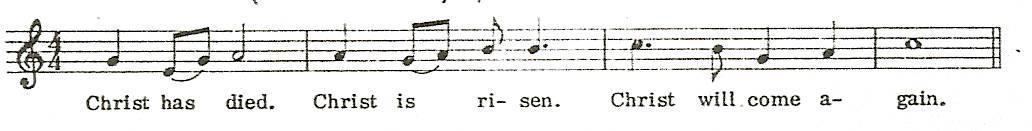 Christ has died. Christ is ri- sen. Christ will come a- gain.